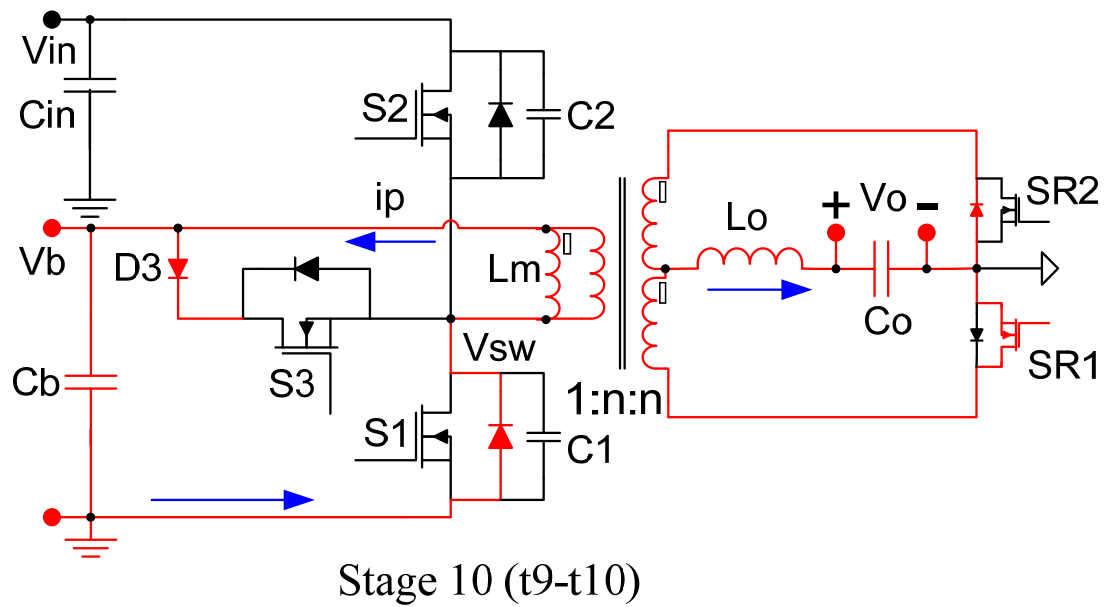 Vin
Cin
S2
C2
ip
Vb
D3
Lm
Lo
+ Vo -
SR2
Vsw
S3
Co
SR1
Cb
1:n:n
S1
C1
Stage 10 (t9-t10)